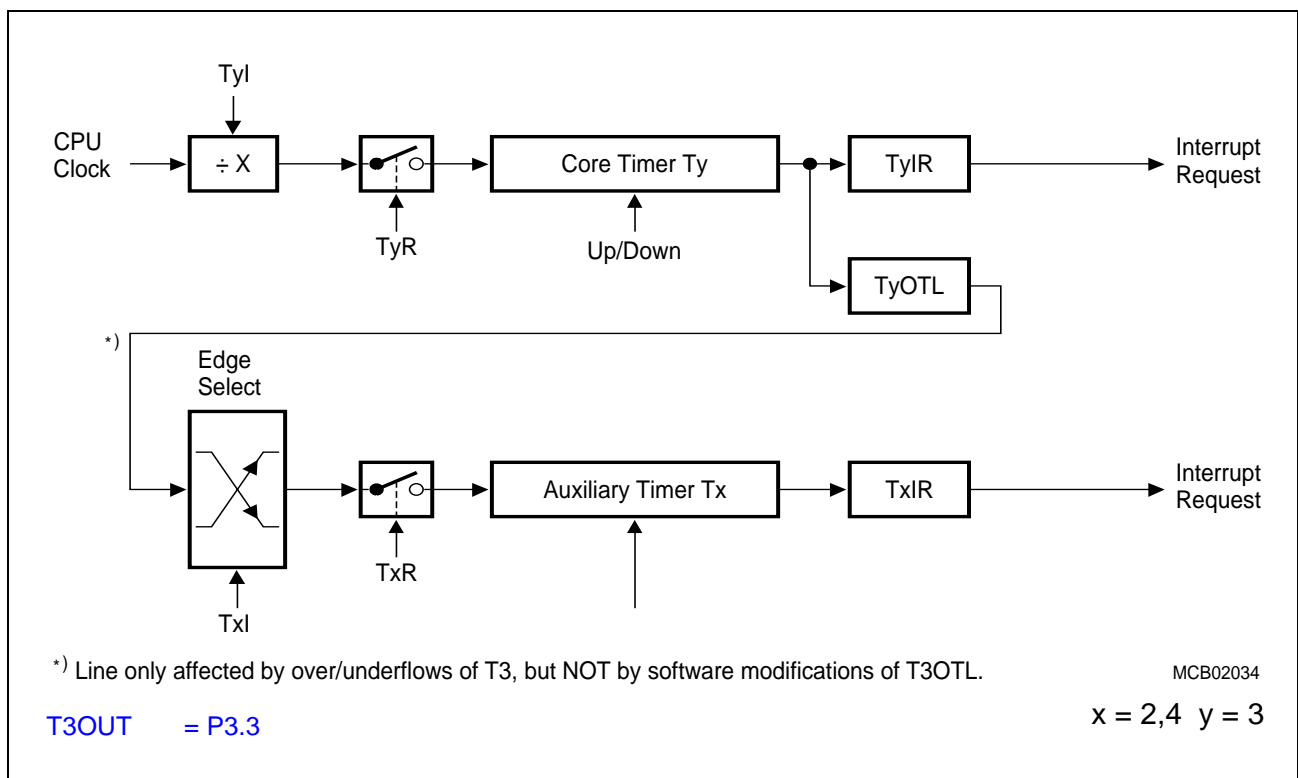 TyI
CPU
Clock
÷ X
Core Timer Ty
TyIR
Interrupt
Request
TyR
Up/Down
TyOTL
*)
Edge
Select
Auxiliary Timer Tx
TxIR
Interrupt
Request
TxR
TxI
*) Line only affected by over/underflows of T3, but NOT by software modifications of T3OTL.
MCB02034
T3OUT = P3.3
x = 2,4 y = 3